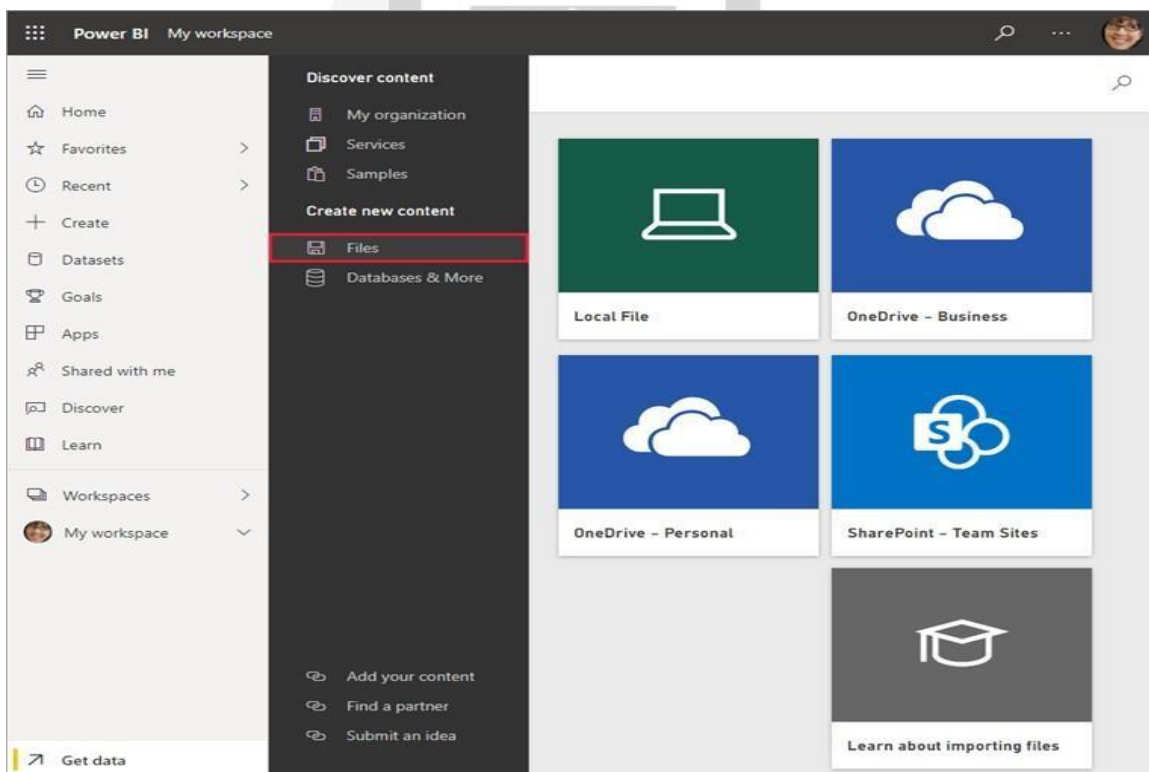 Power BI My workspace
Home
Favorites
Recent
Create
Datasets
Goals
Apps
Shared with me
Discover
Learn
Workspaces
My workspace
Get data
Discover content
My organization
Services
Samples
Create new content
Files
Databases & More
Add your content
Find a partner
Submit an idea
Local File
OneDrive – Business
OneDrive – Personal
S
SharePoint – Team Sites
Learn about importing files